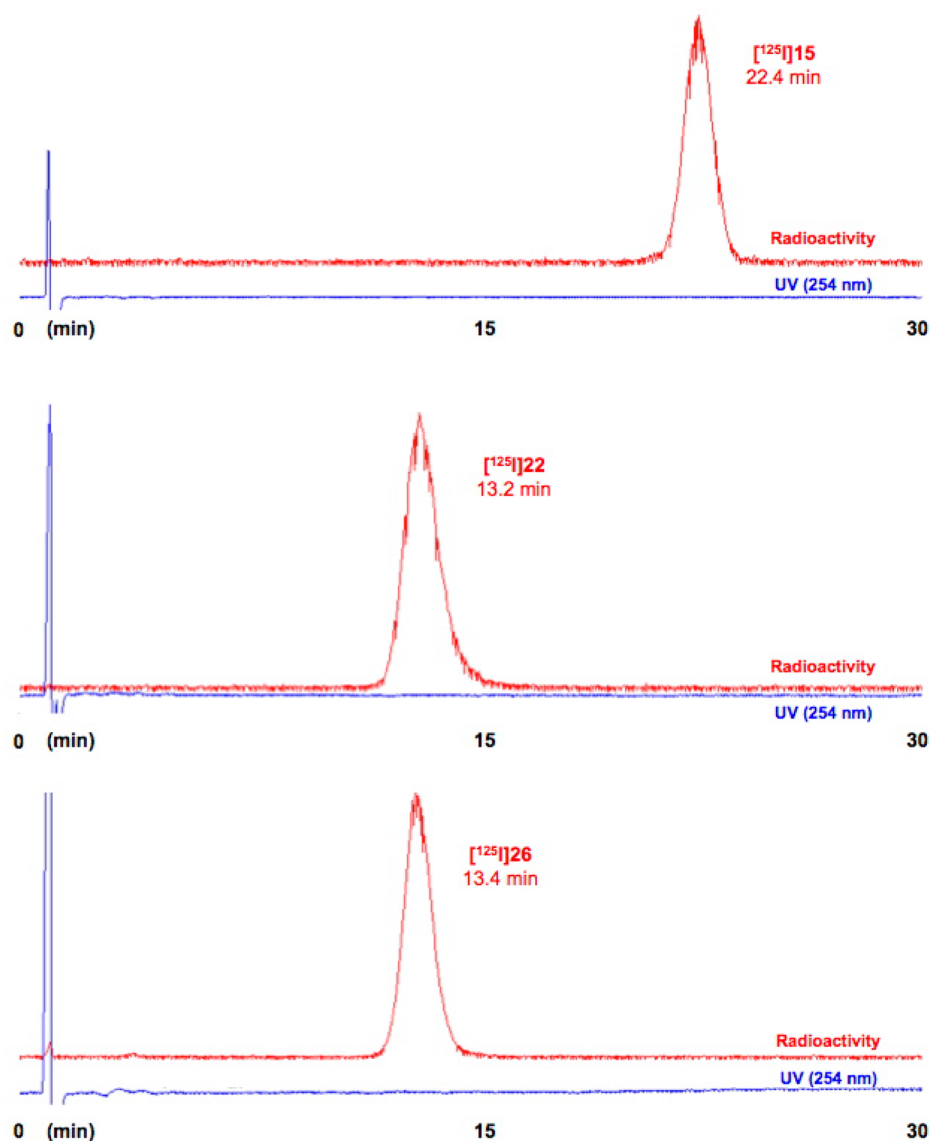 [¹²⁵I]15
22.4 min
Radioactivity
UV (254 nm)
0 (min) 15 30
[¹²⁵I]22
13.2 min
Radioactivity
UV (254 nm)
0 (min) 15 30
[¹²⁵I]26
13.4 min
Radioactivity
UV (254 nm)
0 (min) 15 30